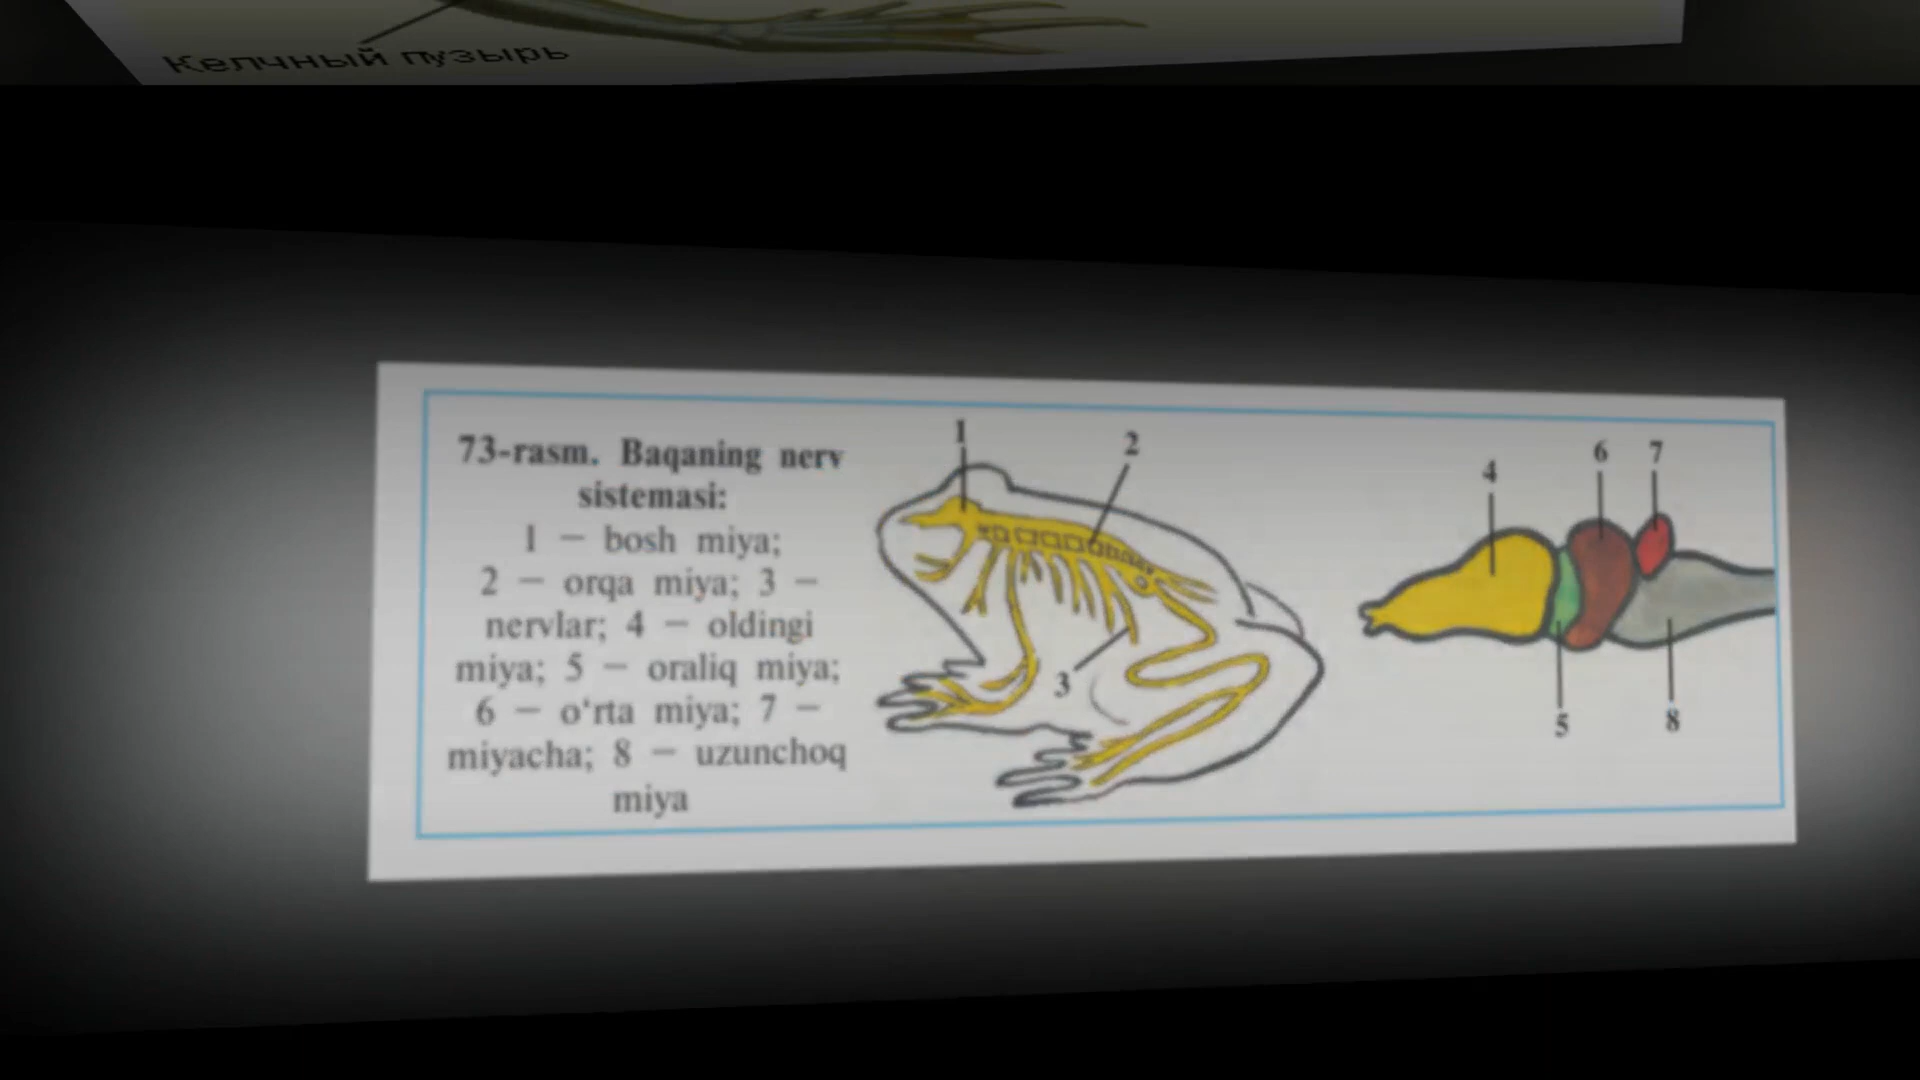 Желчный пузырь
73-rasm. Baqaning nerv
sistemasi:
1 — bosh miya;
2 — orqa miya; 3 —
nervlar; 4 — oldingi
miya; 5 — oraliq miya;
6 — o‘rta miya; 7 —
miyacha; 8 — uzunchoq
miya
1
2
3
4
6
7
5
8